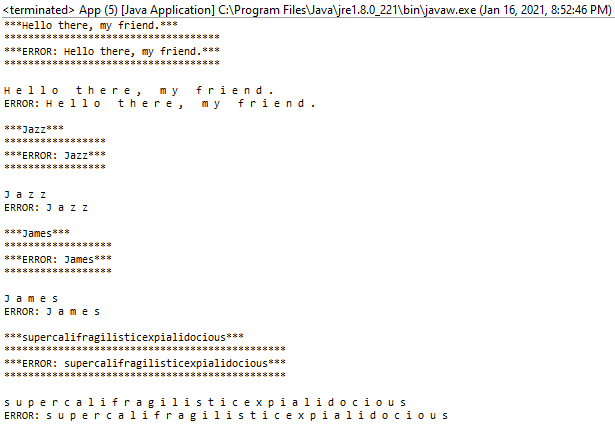 <terminated> App (5) [Java Application] C:\Program Files\Java\jre1.8.0_221\bin\javaw.exe (Jan 16, 2021, 8:52:46 PM)
***Hello there, my friend.***
************************************
***ERROR: Hello there, my friend.***
************************************
H e l l o   t h e r e ,   m y   f r i e n d .
ERROR: H e l l o   t h e r e ,   m y   f r i e n d .
***Jazz***
*****************
***ERROR: Jazz***
*****************
J a z z
ERROR: J a z z
***James***
******************
***ERROR: James***
******************
J a m e s
ERROR: J a m e s
***supercalifragilisticexpialidocious***
***********************************************
***ERROR: supercalifragilisticexpialidocious***
***********************************************
s u p e r c a l i f r a g i l i s t i c e x p i a l i d o c i o u s
ERROR: s u p e r c a l i f r a g i l i s t i c e x p i a l i d o c i o u s